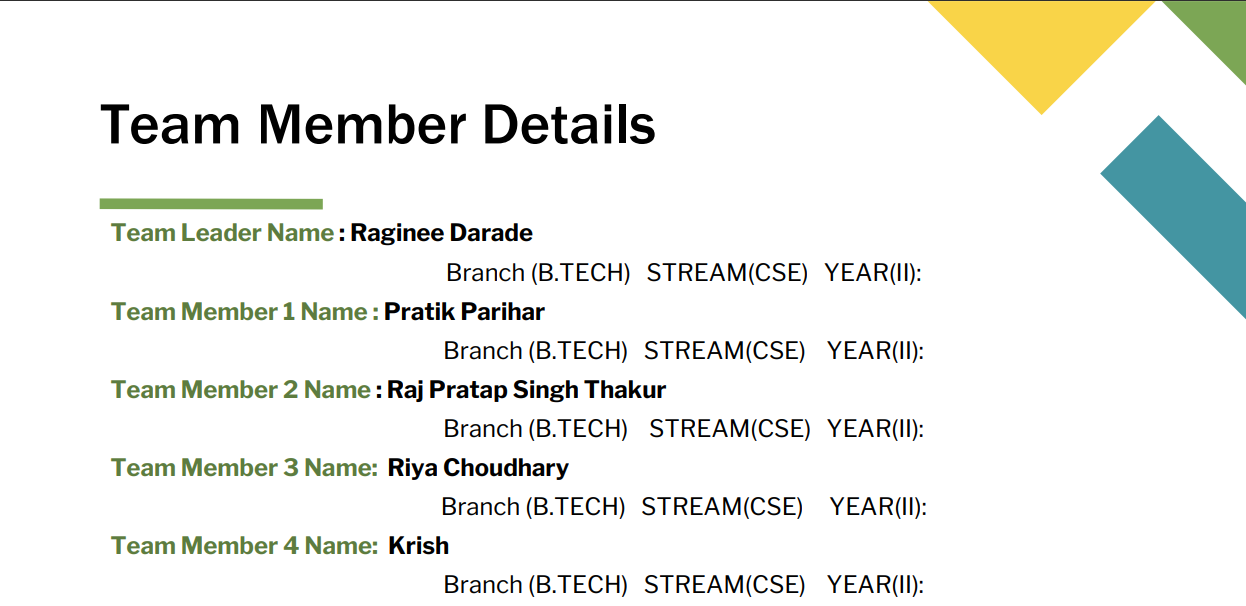 Team Member Details
Team Leader Name : Raginee Darade
Branch (B.TECH) STREAM(CSE) YEAR(II):
Team Member 1 Name : Pratik Parihar
Branch (B.TECH) STREAM(CSE) YEAR(II):
Team Member 2 Name : Raj Pratap Singh Thakur
Branch (B.TECH) STREAM(CSE) YEAR(II):
Team Member 3 Name: Riya Choudhary
Branch (B.TECH) STREAM(CSE) YEAR(II):
Team Member 4 Name: Krish
Branch (B.TECH) STREAM(CSE) YEAR(II):